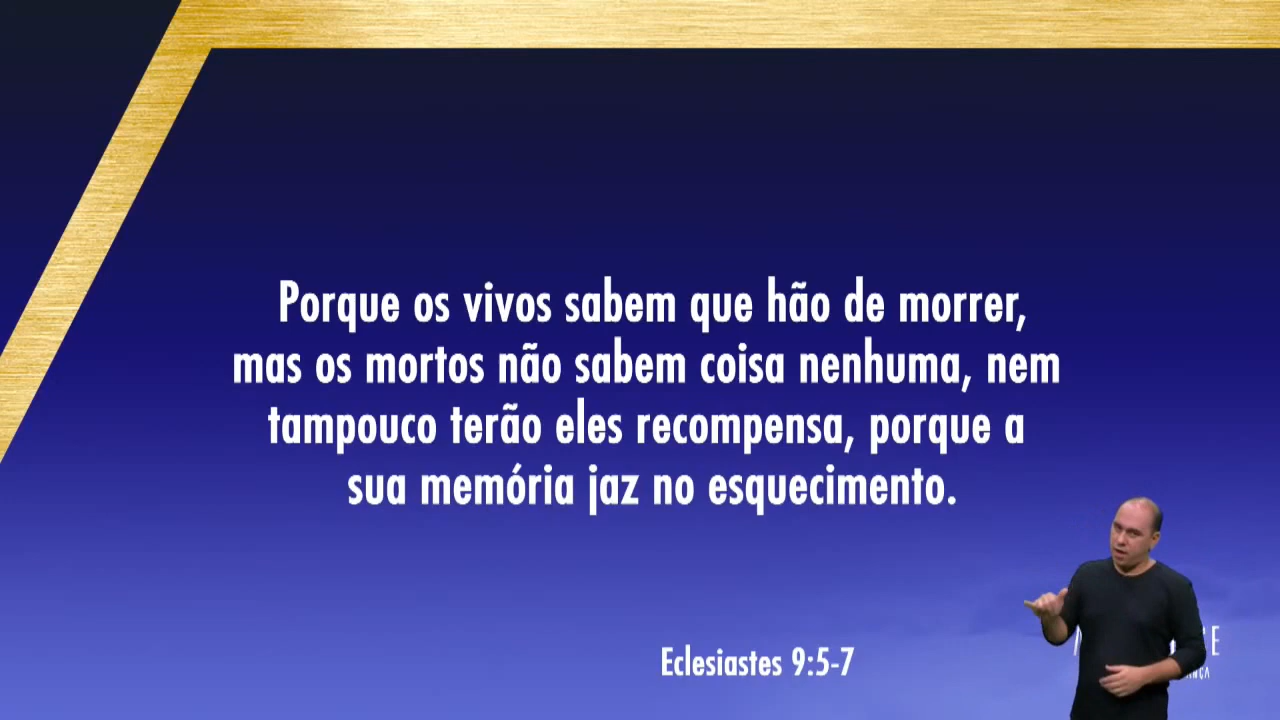 Porque os vivos sabem que hão de morrer,
mas os mortos não sabem coisa nenhuma, nem
tampouco terão eles recompensa, porque a
sua memória jaz no esquecimento.
Eclesiastes 9:5-7